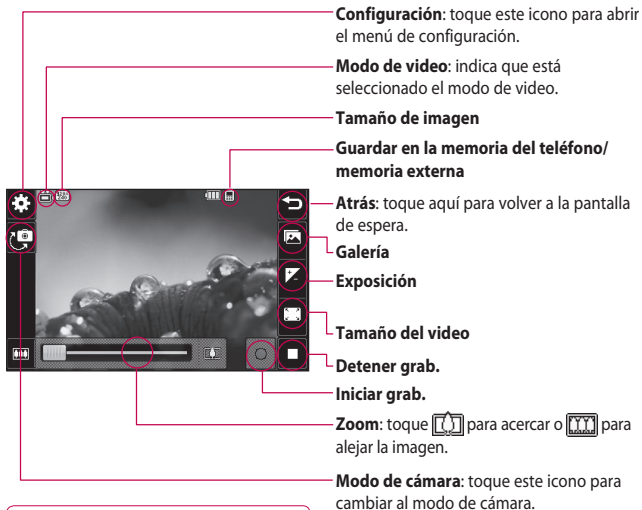 Configuración: toque este icono para abrir
el menú de configuración.
Modo de video: indica que está
seleccionado el modo de video.
Tamaño de imagen
Guardar en la memoria del teléfono/
memoria externa
Atrás: toque aquí para volver a la pantalla
de espera.
Galería
Exposición
Tamaño del video
Detener grab.
Iniciar grab.
Zoom: toque para acercar o para
alejar la imagen.
Modo de cámara: toque este icono para
cambiar al modo de cámara.